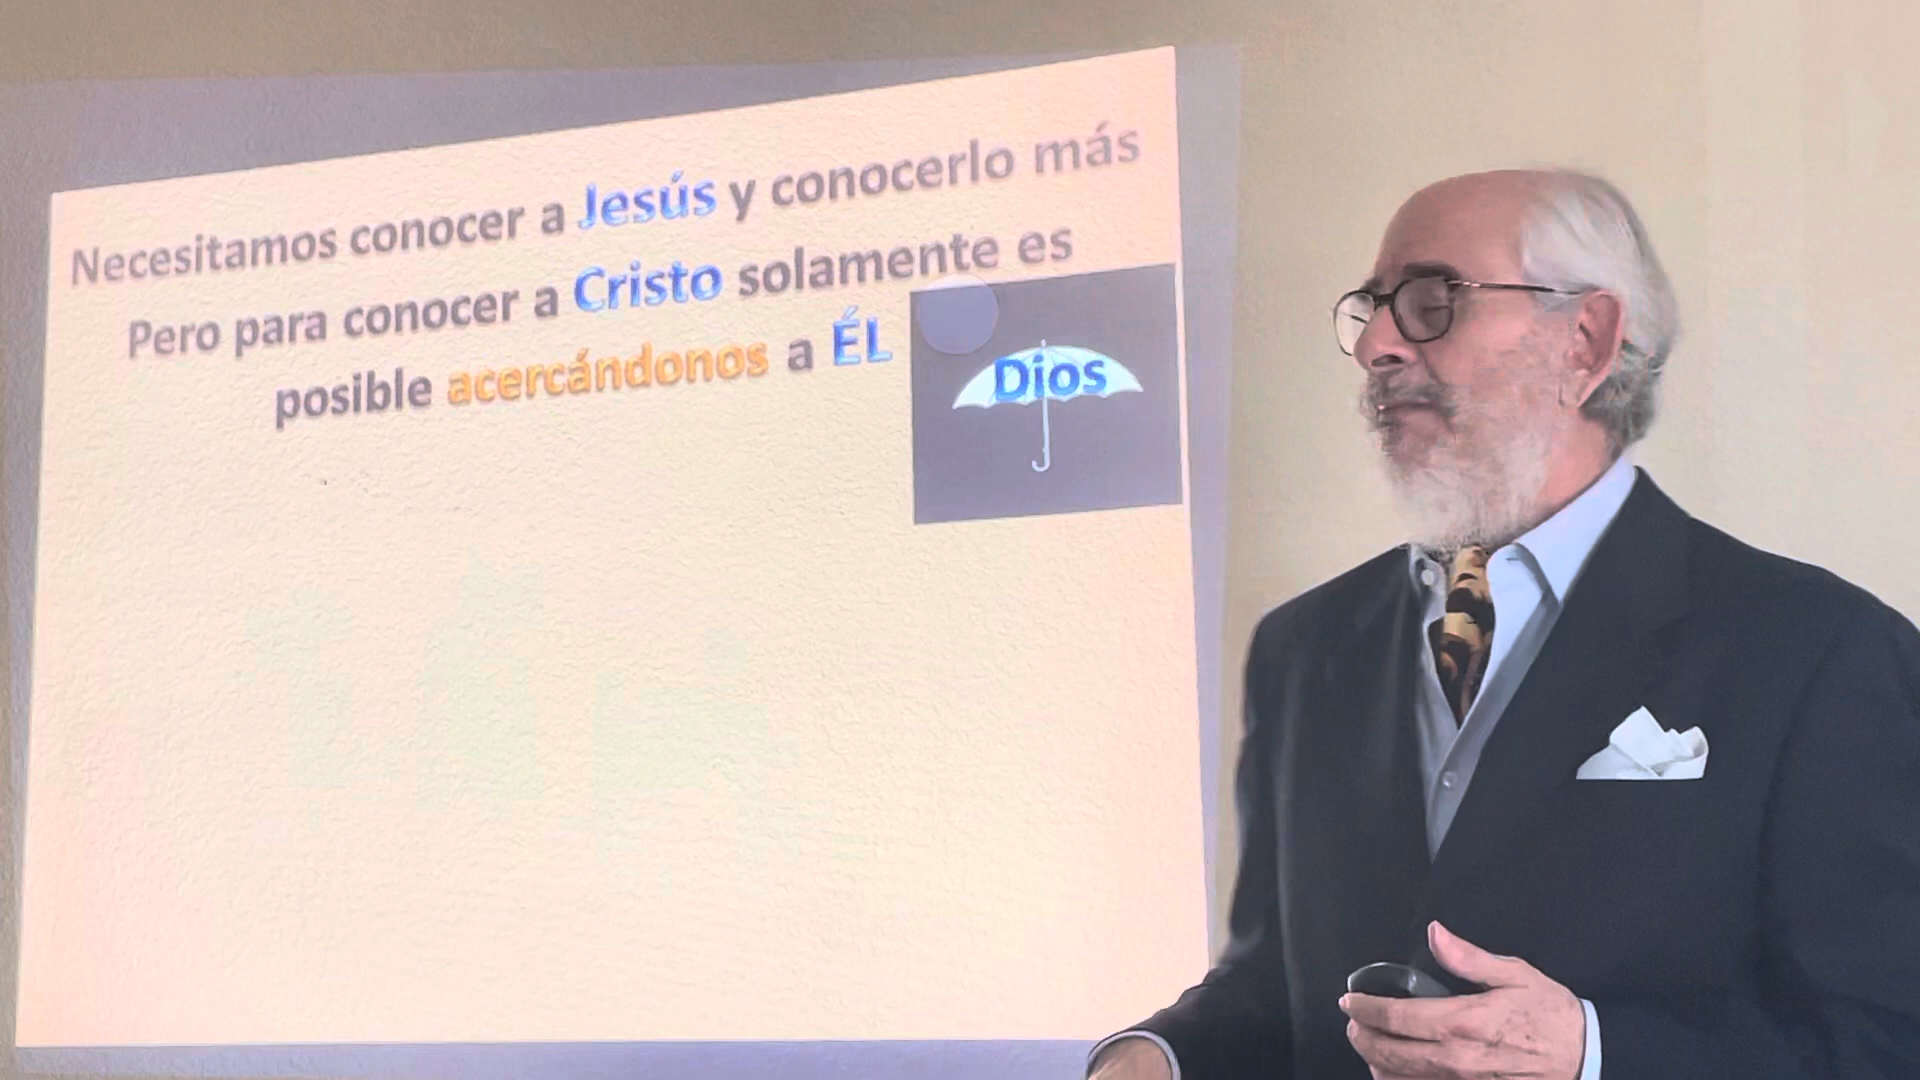 Necesitamos conocer a Jesús y conocerlo más
Pero para conocer a Cristo solamente es
posible acercándonos a ÉL
Dios